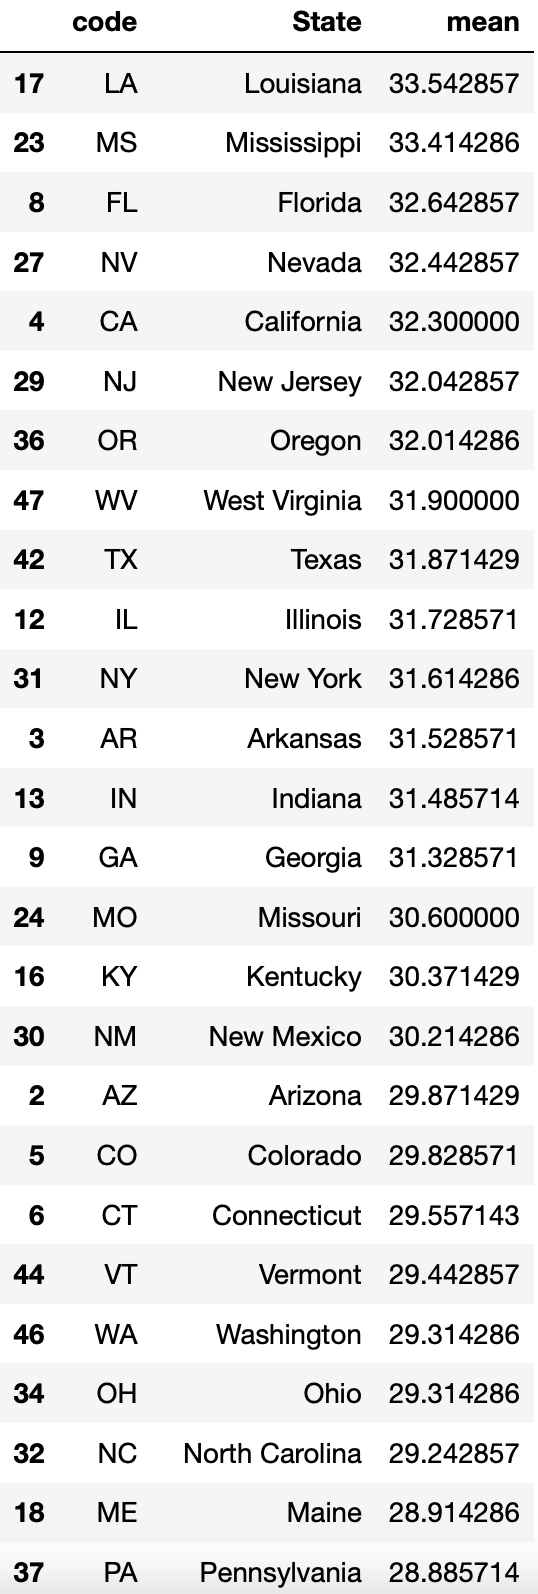 code State mean
17 LA Louisiana 33.542857
23 MS Mississippi 33.414286
8 FL Florida 32.642857
27 NV Nevada 32.442857
4 CA California 32.300000
29 NJ New Jersey 32.042857
36 OR Oregon 32.014286
47 WV West Virginia 31.900000
42 TX Texas 31.871429
12 IL Illinois 31.728571
31 NY New York 31.614286
3 AR Arkansas 31.528571
13 IN Indiana 31.485714
9 GA Georgia 31.328571
24 MO Missouri 30.600000
16 KY Kentucky 30.371429
30 NM New Mexico 30.214286
2 AZ Arizona 29.871429
5 CO Colorado 29.828571
6 CT Connecticut 29.557143
44 VT Vermont 29.442857
46 WA Washington 29.314286
34 OH Ohio 29.314286
32 NC North Carolina 29.242857
18 ME Maine 28.914286
37 PA Pennsylvania 28.885714